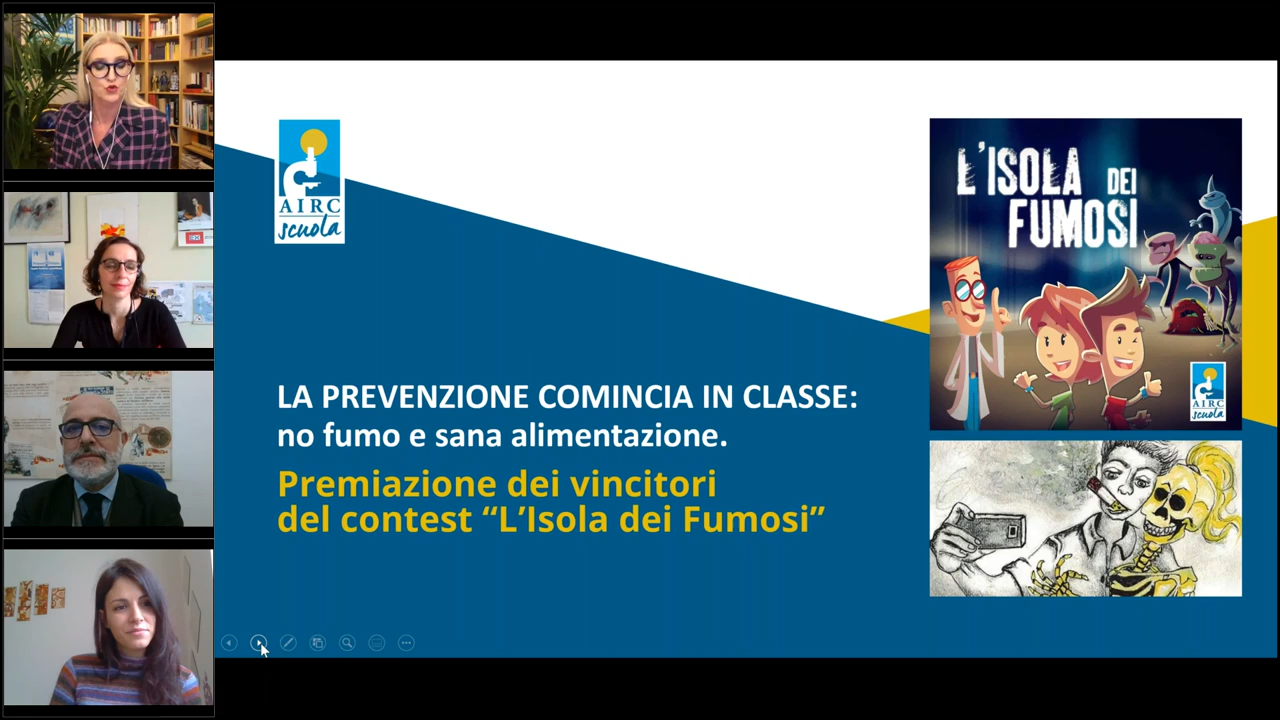 AIRC
scuola
L'ISOLA DEI
FUMOSI
AIRC
scuola
LA PREVENZIONE COMINCIA IN CLASSE:
no fumo e sana alimentazione.
Premiazione dei vincitori
del contest “L’Isola dei Fumosi”